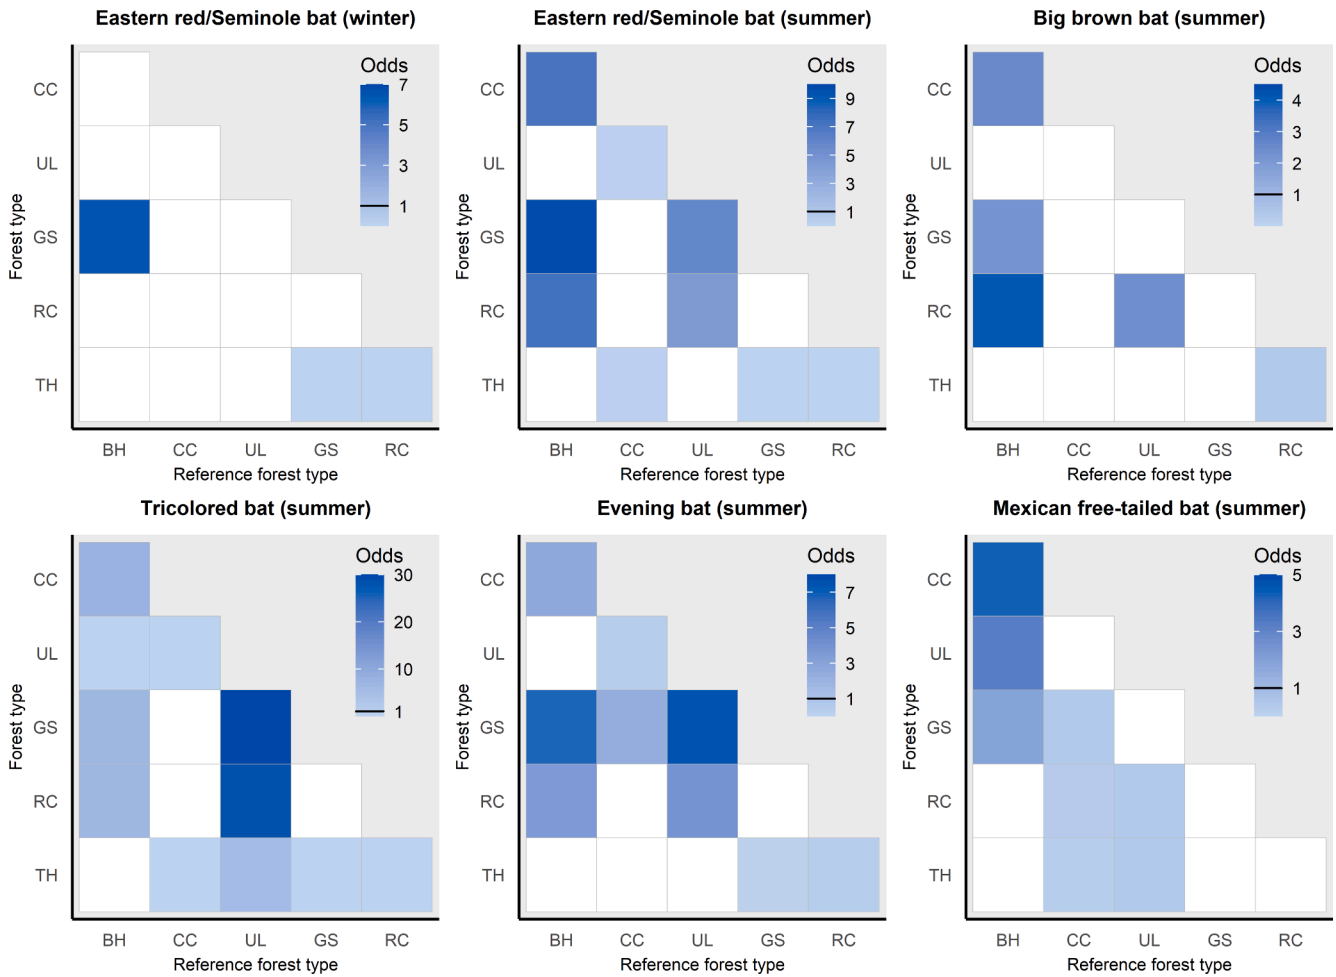 Eastern red/Seminole bat (winter)
Odds
7
5
3
1
CC
UL
GS
RC
TH
Forest type
BH CC UL GS RC
Reference forest type
Eastern red/Seminole bat (summer)
Odds
9
7
5
3
1
CC
UL
GS
RC
TH
Forest type
BH CC UL GS RC
Reference forest type
Big brown bat (summer)
Odds
4
3
2
1
CC
UL
GS
RC
TH
Forest type
BH CC UL GS RC
Reference forest type
Tricolored bat (summer)
Odds
30
20
10
1
CC
UL
GS
RC
TH
Forest type
BH CC UL GS RC
Reference forest type
Evening bat (summer)
Odds
7
5
3
1
CC
UL
GS
RC
TH
Forest type
BH CC UL GS RC
Reference forest type
Mexican free-tailed bat (summer)
Odds
5
3
1
CC
UL
GS
RC
TH
Forest type
BH CC UL GS RC
Reference forest type